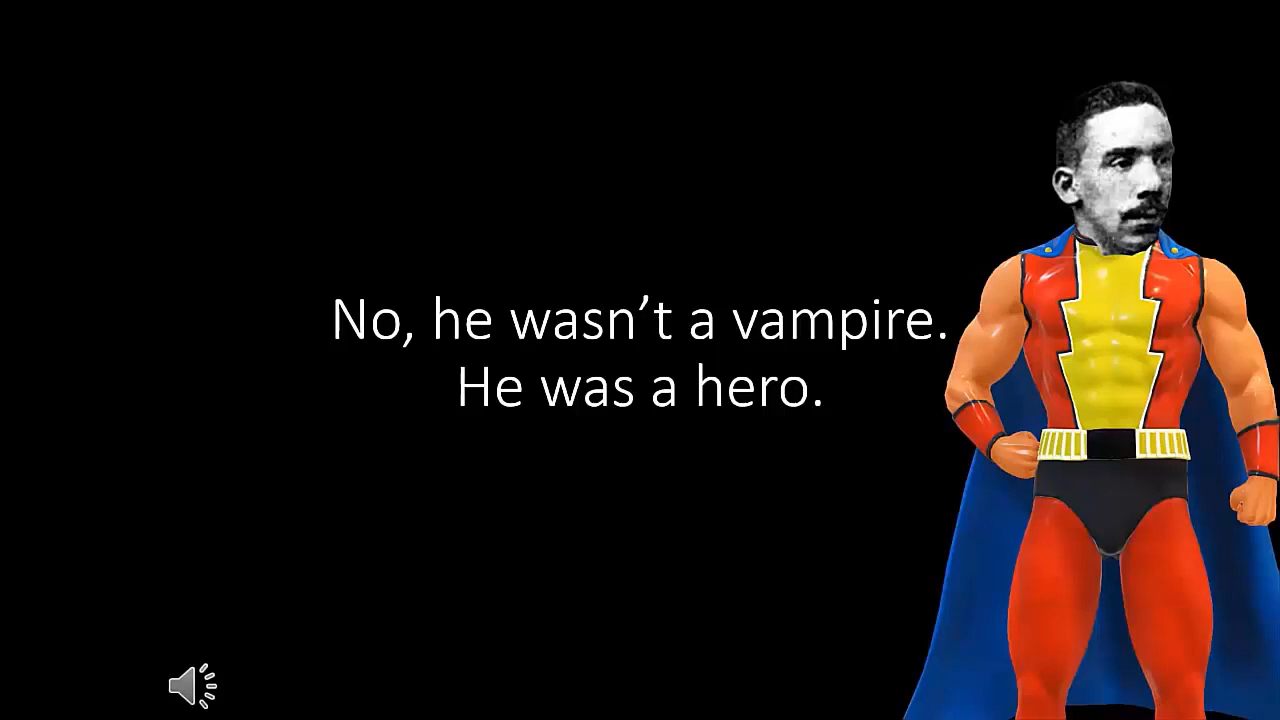 No, he wasn’t a vampire.
He was a hero.